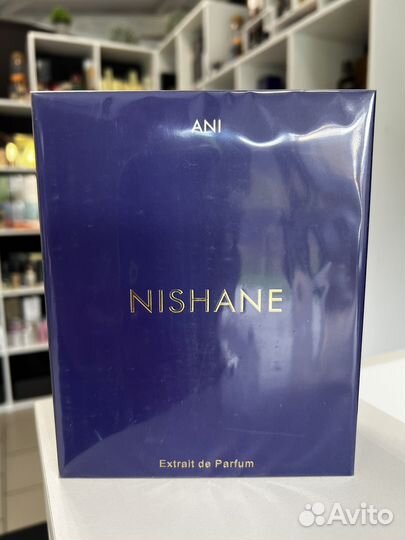 ANI
NISHANE
Extrait de Parfum
Avito